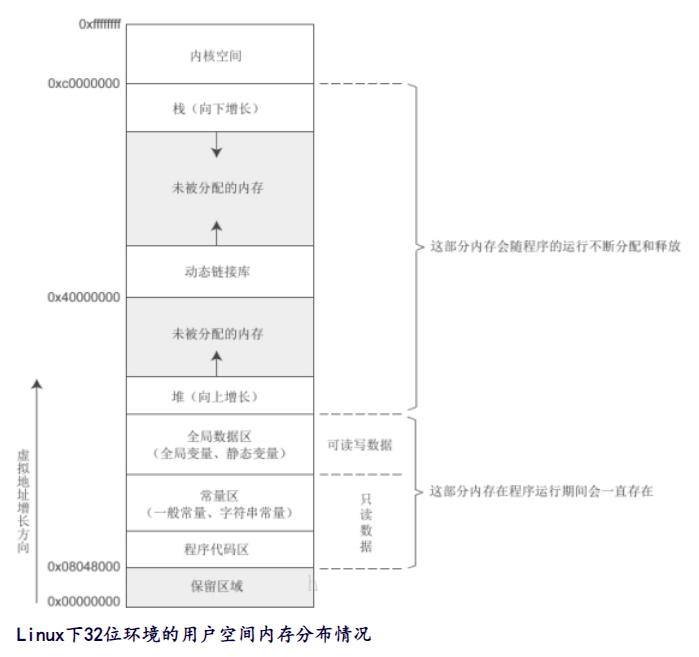 0xffffffff
内核空间
0xc0000000
栈（向下增长）
未被分配的内存
动态链接库
0x40000000
未被分配的内存
堆（向上增长）
全局数据区
（全局变量、静态变量）
可读写数据
常量区
（一般常量、字符串常量）
只读数据
程序代码区
0x08048000
保留区域
h
0x00000000
这部分内存会随程序的运行不断分配和释放
这部分内存在程序运行期间会一直存在
虚拟地址增长方向
Linux下32位环境的用户空间内存分布情况